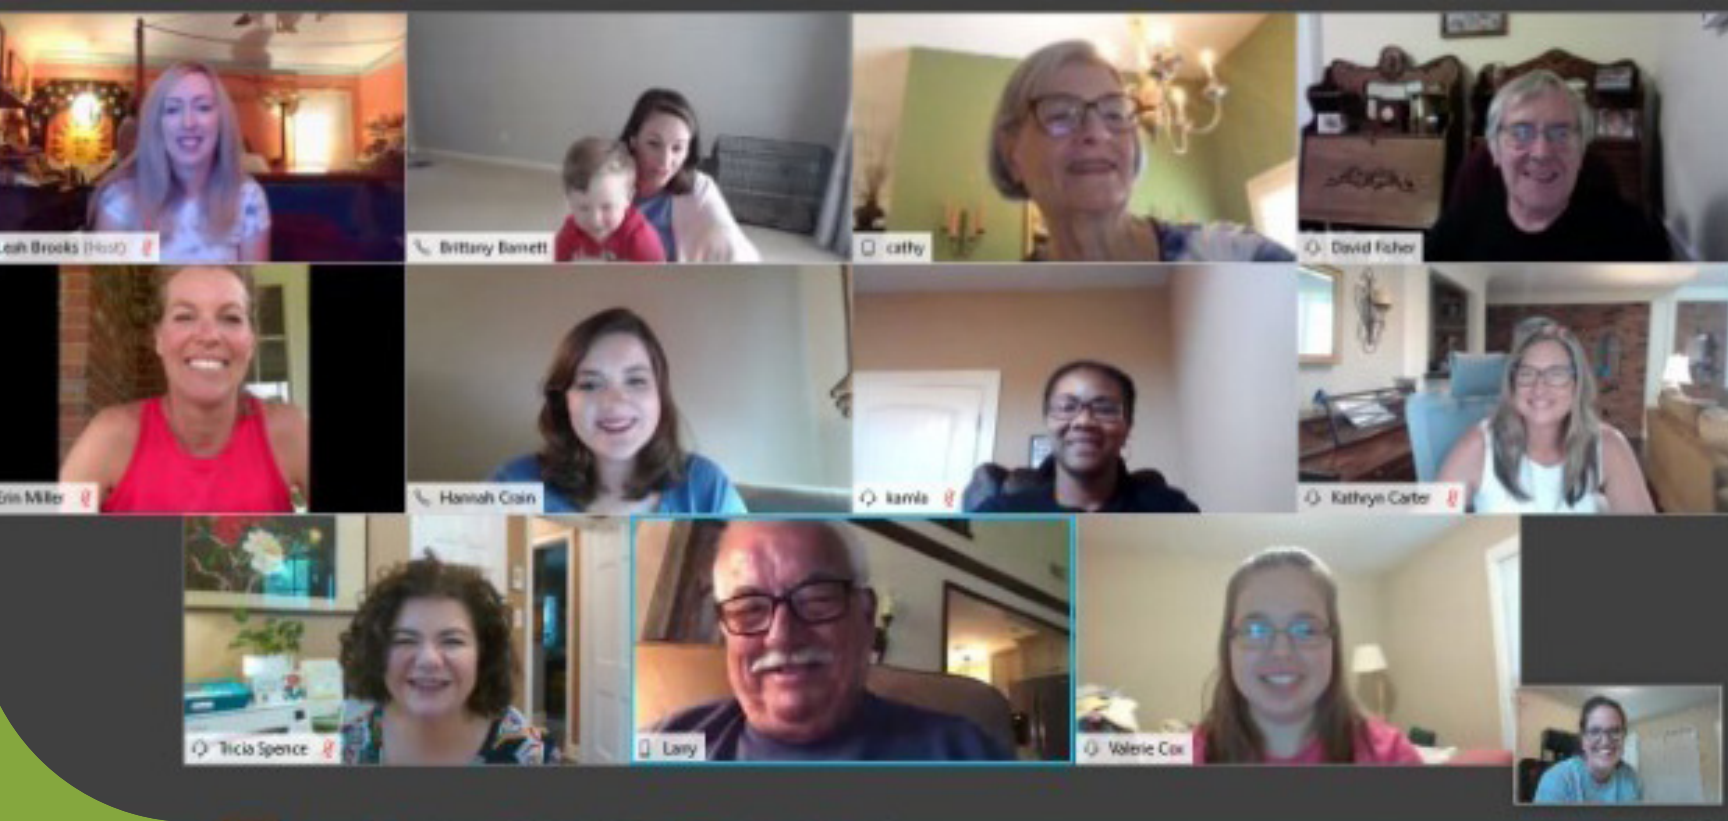 Leah Brooks (Host)
Brittany Barnett
cathy
David Fisher
Erin Miller
Hannah Crain
kamla
Kathryn Carter
Tricia Spence
Larry
Valerie Cox